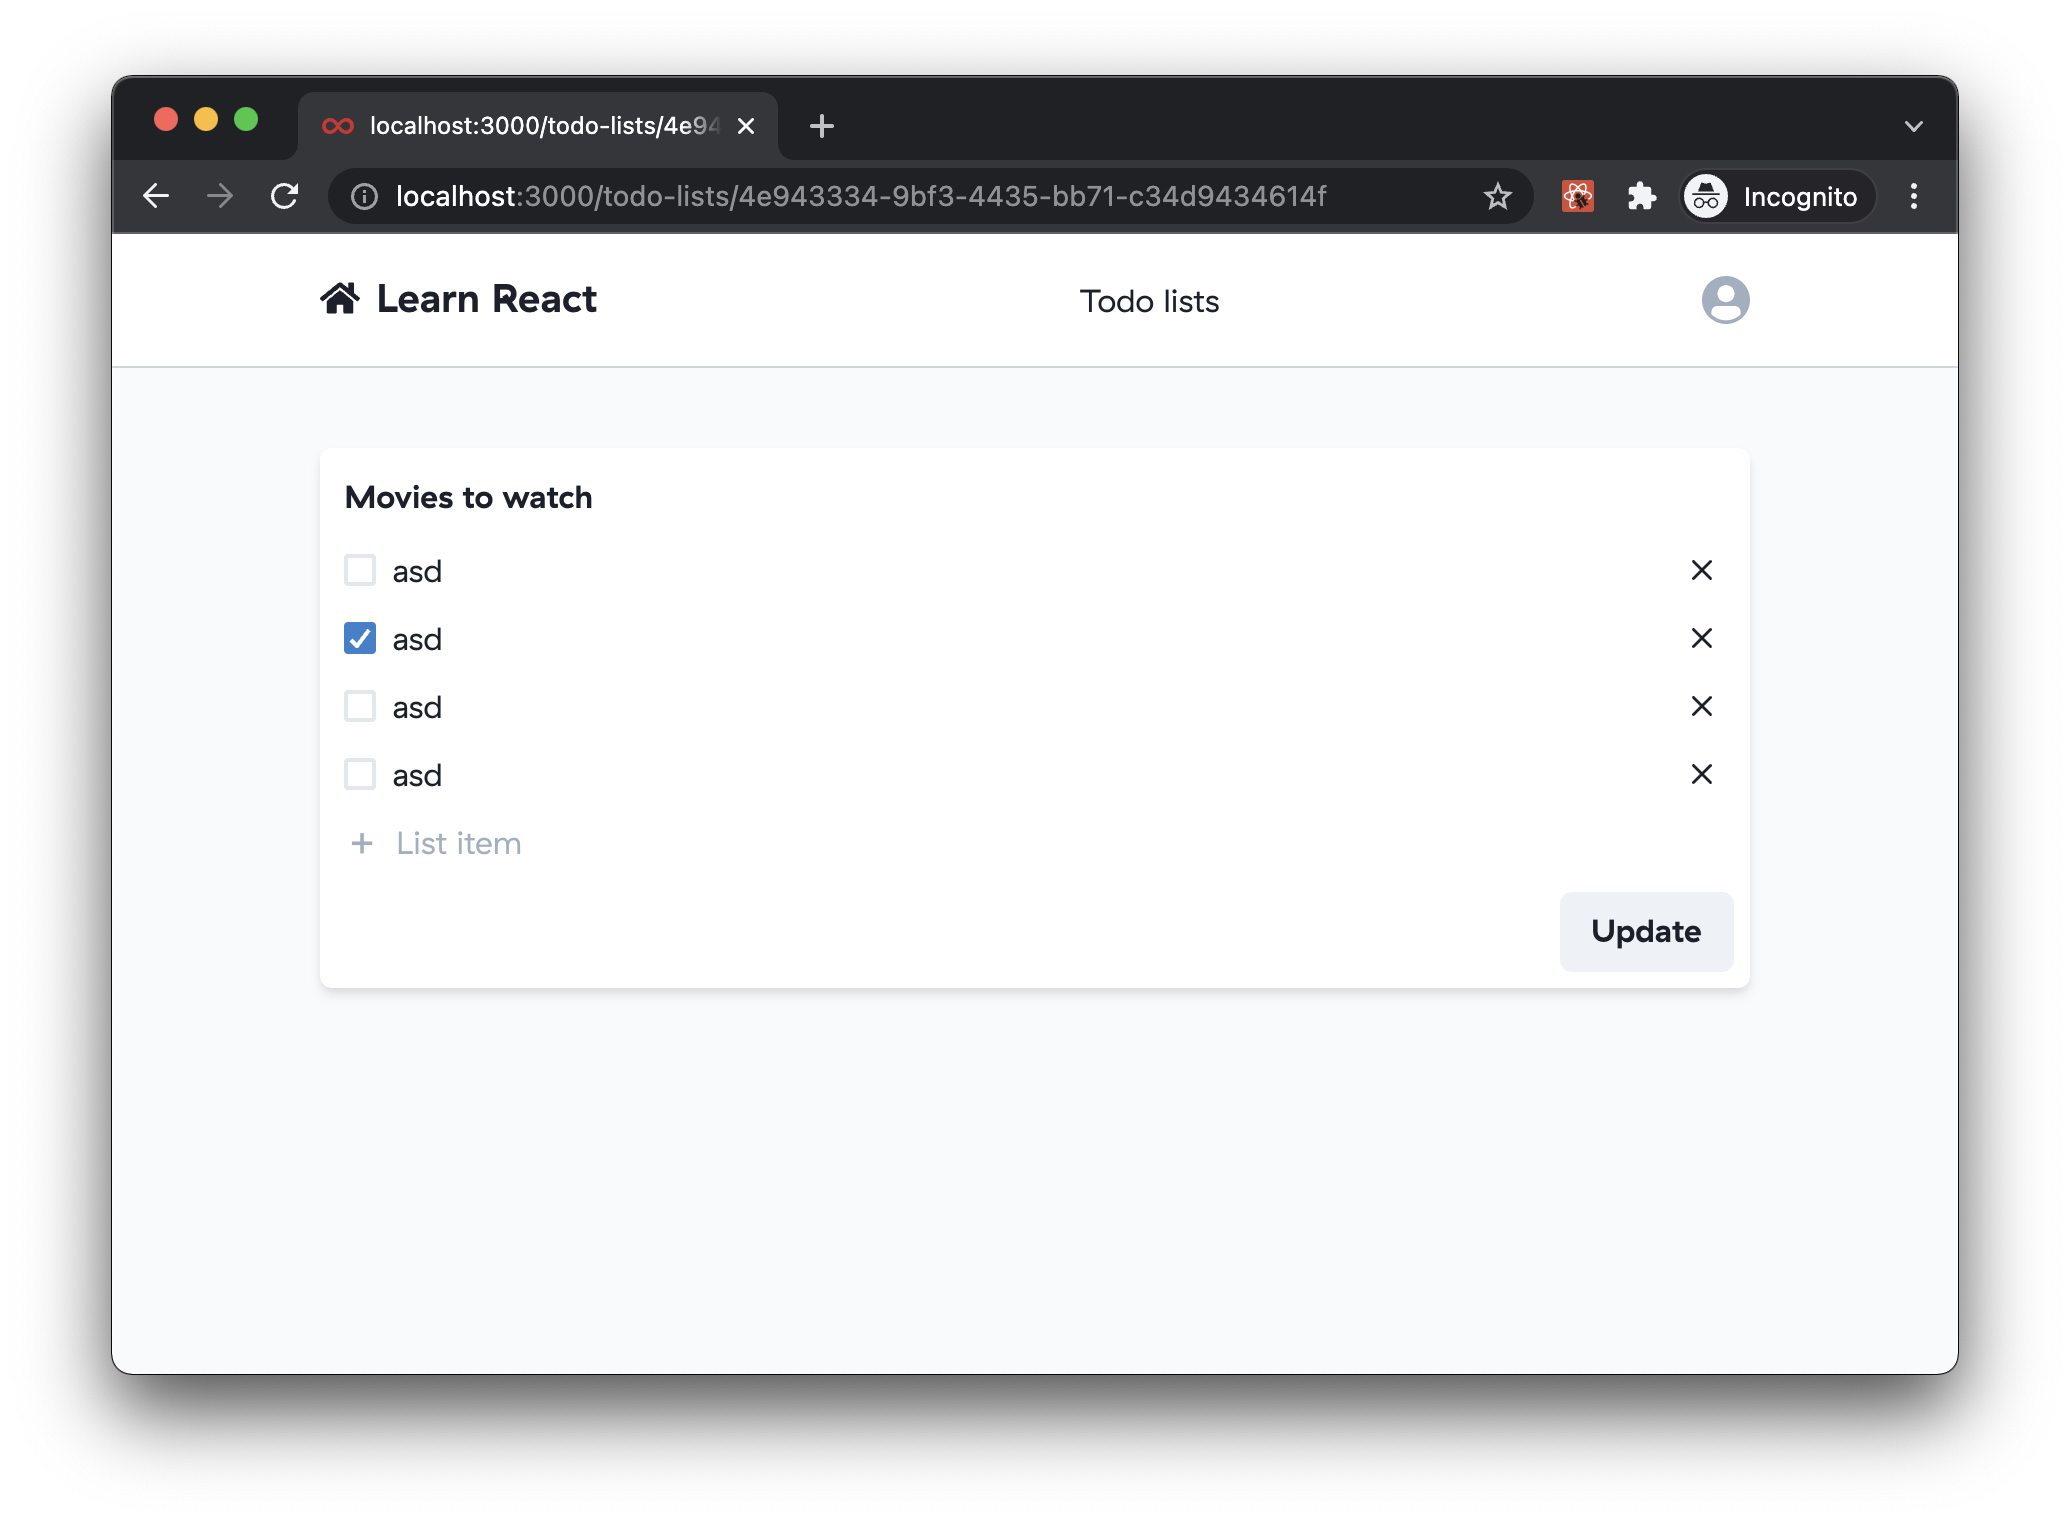 localhost:3000/todo-lists/4e94
localhost:3000/todo-lists/4e943334-9bf3-4435-bb71-c34d9434614f
Incognito
Learn React
Todo lists
Movies to watch
asd
asd
asd
asd
+ List item
Update